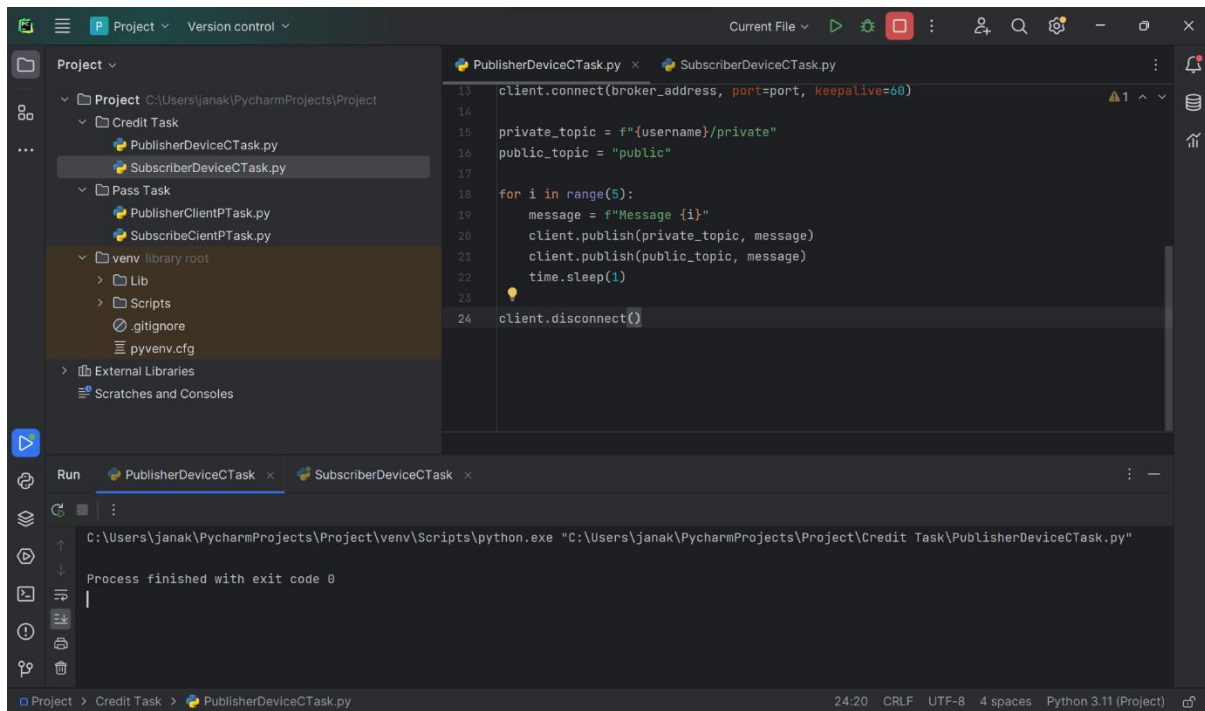 P Project Version control Current File
Project
Project C:\Users\janak\PycharmProjects\Project
Credit Task
PublisherDeviceCTask.py
SubscriberDeviceCTask.py
Pass Task
PublisherClientPTask.py
SubscribeCientPTask.py
venv library root
Lib
Scripts
.gitignore
pyvenv.cfg
External Libraries
Scratches and Consoles
PublisherDeviceCTask.py SubscriberDeviceCTask.py
13 client.connect(broker_address, port=port, keepalive=60) 1
14
15 private_topic = f"{username}/private"
16 public_topic = "public"
17
18 for i in range(5):
19 message = f"Message {i}"
20 client.publish(private_topic, message)
21 client.publish(public_topic, message)
22 time.sleep(1)
23
24 client.disconnect()
Run PublisherDeviceCTask SubscriberDeviceCTask
C:\Users\janak\PycharmProjects\Project\venv\Scripts\python.exe "C:\Users\janak\PycharmProjects\Project\Credit Task\PublisherDeviceCTask.py"
Process finished with exit code 0
Project > Credit Task > PublisherDeviceCTask.py 24:20 CRLF UTF-8 4 spaces Python 3.11 (Project)